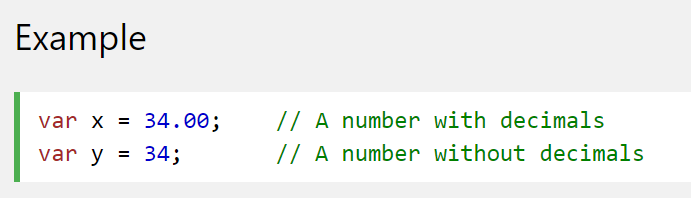 Example
var x = 34.00;    // A number with decimals
var y = 34;       // A number without decimals